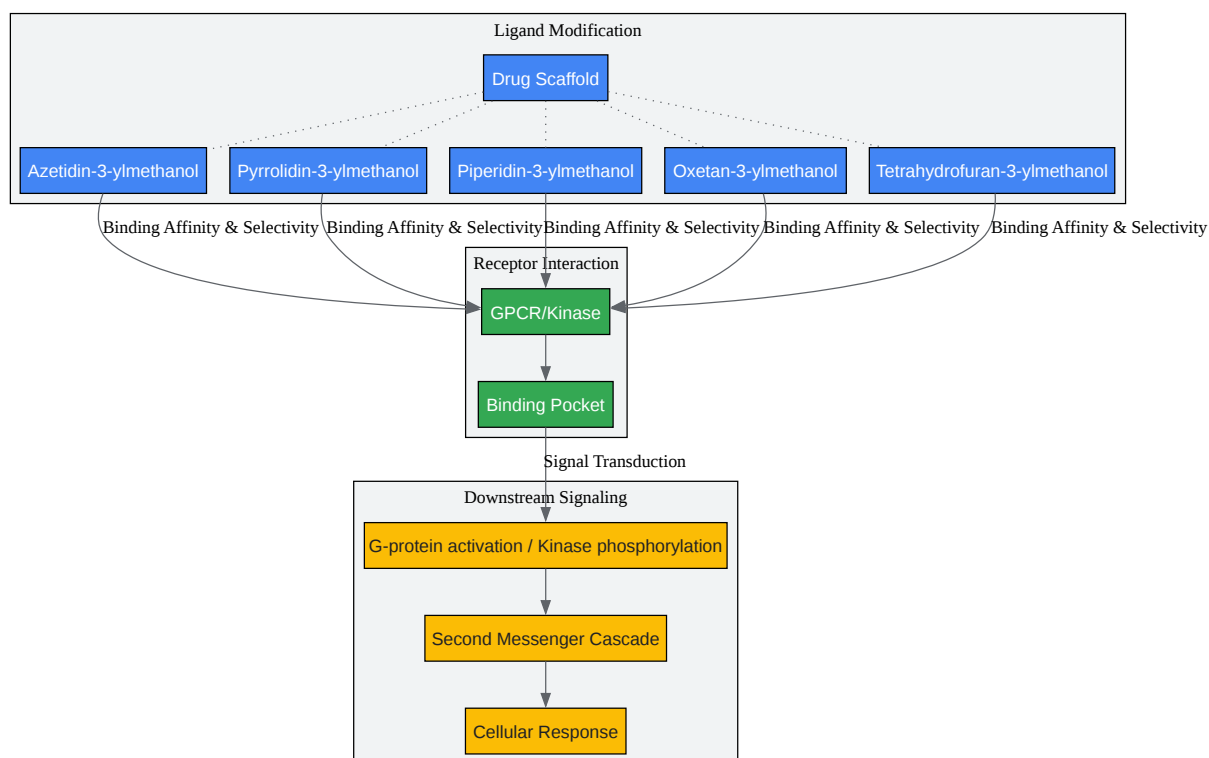 Ligand Modification
Drug Scaffold
Azetidin-3-ylmethanol
Pyrrolidin-3-ylmethanol
Piperidin-3-ylmethanol
Oxetan-3-ylmethanol
Tetrahydrofuran-3-ylmethanol
Binding Affinity & Selectivity
Binding Affinity & Selectivity
Binding Affinity & Selectivity
Binding Affinity & Selectivity
Binding Affinity & Selectivity
Receptor Interaction
GPCR/Kinase
Binding Pocket
Signal Transduction
Downstream Signaling
G-protein activation / Kinase phosphorylation
Second Messenger Cascade
Cellular Response